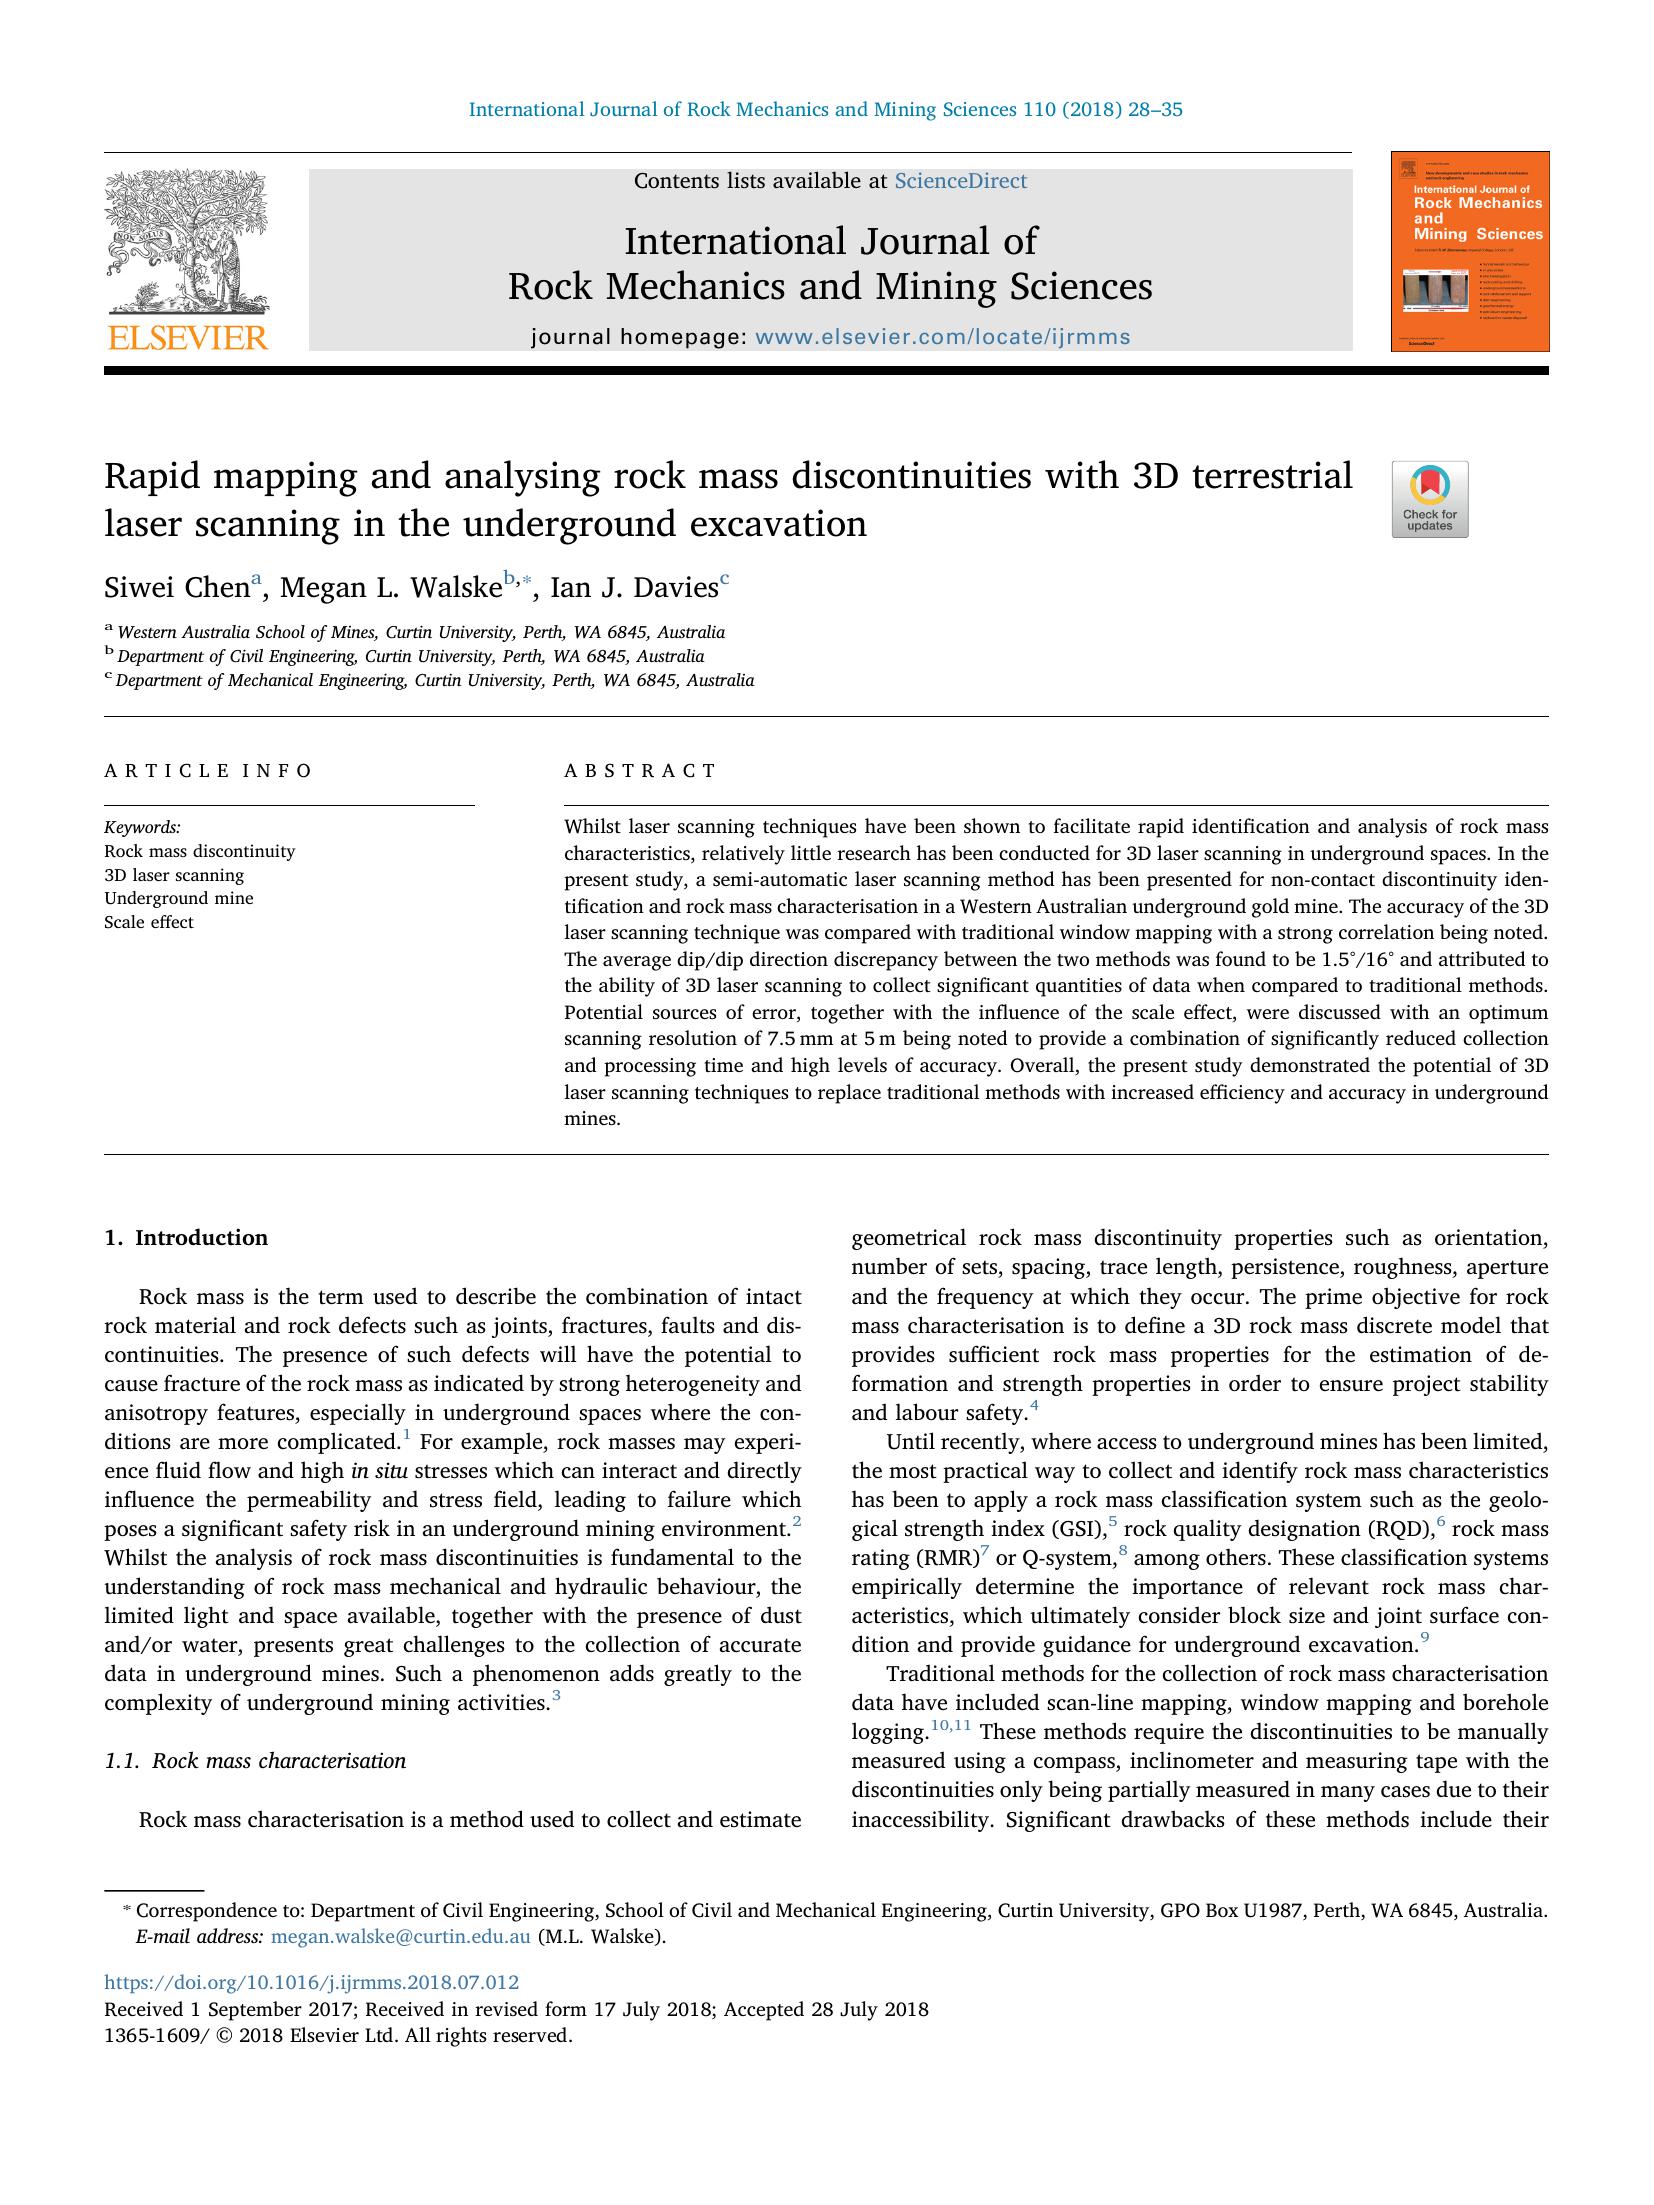 International Journal of Rock Mechanics and Mining Sciences 110 (2018) 28–35
NON SOLUS
ELSEVIER
Contents lists available at ScienceDirect
International Journal of
Rock Mechanics and Mining Sciences
journal homepage: www.elsevier.com/locate/ijrmms
International Journal of
Rock Mechanics
and
Mining Sciences
ScienceDirect
Rapid mapping and analysing rock mass discontinuities with 3D terrestrial
laser scanning in the underground excavation
Check for
updates
Siwei Chenᵃ, Megan L. Walskeᵇ,*, Ian J. Daviesᶜ
ᵃ Western Australia School of Mines, Curtin University, Perth, WA 6845, Australia
ᵇ Department of Civil Engineering, Curtin University, Perth, WA 6845, Australia
ᶜ Department of Mechanical Engineering, Curtin University, Perth, WA 6845, Australia
ARTICLE INFO
Keywords:
Rock mass discontinuity
3D laser scanning
Underground mine
Scale effect
ABSTRACT
Whilst laser scanning techniques have been shown to facilitate rapid identification and analysis of rock mass
characteristics, relatively little research has been conducted for 3D laser scanning in underground spaces. In the
present study, a semi-automatic laser scanning method has been presented for non-contact discontinuity iden-
tification and rock mass characterisation in a Western Australian underground gold mine. The accuracy of the 3D
laser scanning technique was compared with traditional window mapping with a strong correlation being noted.
The average dip/dip direction discrepancy between the two methods was found to be 1.5°/16° and attributed to
the ability of 3D laser scanning to collect significant quantities of data when compared to traditional methods.
Potential sources of error, together with the influence of the scale effect, were discussed with an optimum
scanning resolution of 7.5 mm at 5 m being noted to provide a combination of significantly reduced collection
and processing time and high levels of accuracy. Overall, the present study demonstrated the potential of 3D
laser scanning techniques to replace traditional methods with increased efficiency and accuracy in underground
mines.
1. Introduction
Rock mass is the term used to describe the combination of intact
rock material and rock defects such as joints, fractures, faults and dis-
continuities. The presence of such defects will have the potential to
cause fracture of the rock mass as indicated by strong heterogeneity and
anisotropy features, especially in underground spaces where the con-
ditions are more complicated.¹ For example, rock masses may experi-
ence fluid flow and high in situ stresses which can interact and directly
influence the permeability and stress field, leading to failure which
poses a significant safety risk in an underground mining environment.²
Whilst the analysis of rock mass discontinuities is fundamental to the
understanding of rock mass mechanical and hydraulic behaviour, the
limited light and space available, together with the presence of dust
and/or water, presents great challenges to the collection of accurate
data in underground mines. Such a phenomenon adds greatly to the
complexity of underground mining activities.³
1.1. Rock mass characterisation
Rock mass characterisation is a method used to collect and estimate
geometrical rock mass discontinuity properties such as orientation,
number of sets, spacing, trace length, persistence, roughness, aperture
and the frequency at which they occur. The prime objective for rock
mass characterisation is to define a 3D rock mass discrete model that
provides sufficient rock mass properties for the estimation of de-
formation and strength properties in order to ensure project stability
and labour safety.⁴
Until recently, where access to underground mines has been limited,
the most practical way to collect and identify rock mass characteristics
has been to apply a rock mass classification system such as the geolo-
gical strength index (GSI),⁵ rock quality designation (RQD),⁶ rock mass
rating (RMR)⁷ or Q-system,⁸ among others. These classification systems
empirically determine the importance of relevant rock mass char-
acteristics, which ultimately consider block size and joint surface con-
dition and provide guidance for underground excavation.⁹
Traditional methods for the collection of rock mass characterisation
data have included scan-line mapping, window mapping and borehole
logging.¹⁰,¹¹ These methods require the discontinuities to be manually
measured using a compass, inclinometer and measuring tape with the
discontinuities only being partially measured in many cases due to their
inaccessibility. Significant drawbacks of these methods include their
* Correspondence to: Department of Civil Engineering, School of Civil and Mechanical Engineering, Curtin University, GPO Box U1987, Perth, WA 6845, Australia.
E-mail address: megan.walske@curtin.edu.au (M.L. Walske).
https://doi.org/10.1016/j.ijrmms.2018.07.012
Received 1 September 2017; Received in revised form 17 July 2018; Accepted 28 July 2018
1365-1609/ © 2018 Elsevier Ltd. All rights reserved.